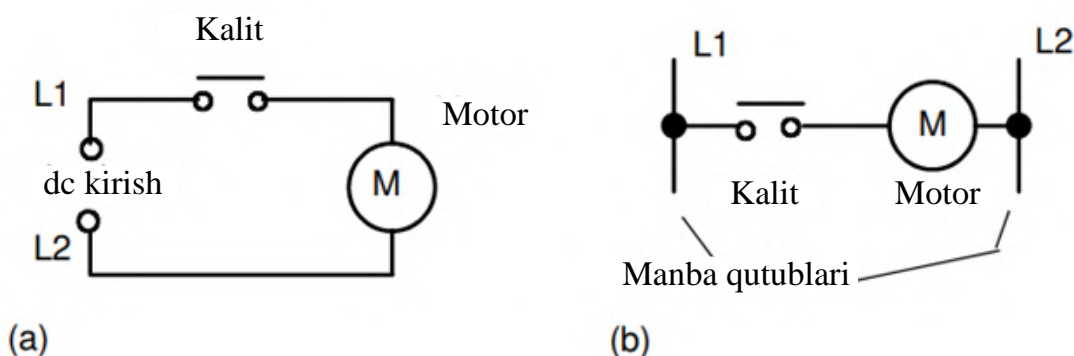 Kalit
L1
Motor
dc kirish
M
L2
(a)
L1
L2
M
Kalit
Motor
Manba qutublari
(b)